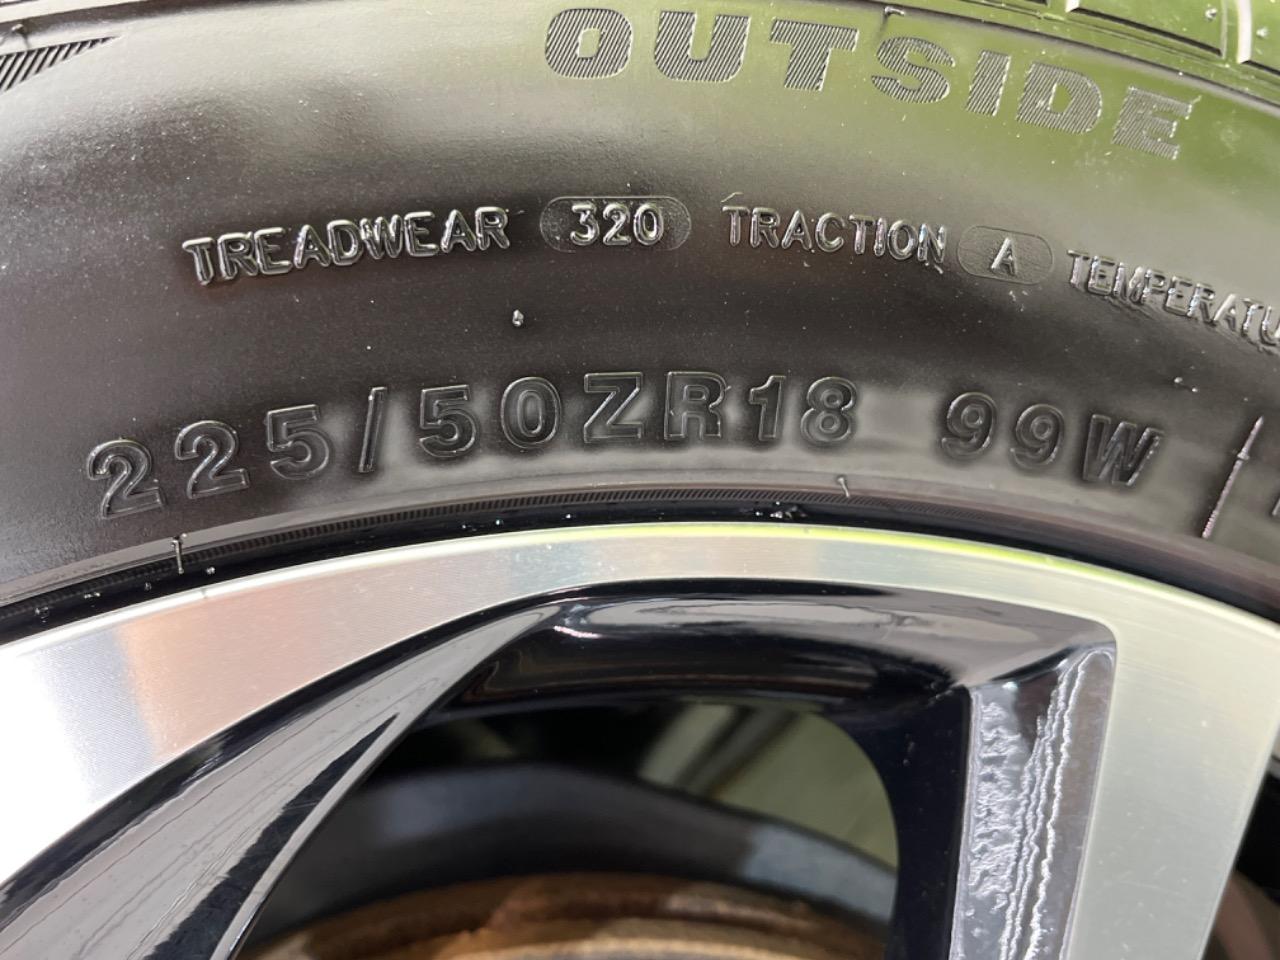 OUTSIDE
TREADWEAR 320 TRACTION A
225/50ZR18 99W